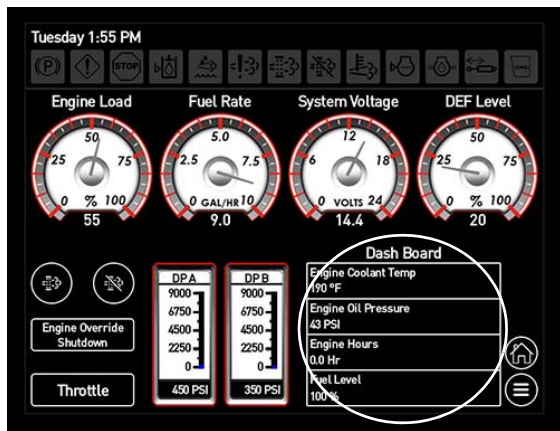 Tuesday 1:55 PM
(P)
STOP
Engine Load
Fuel Rate
System Voltage
DEF Level
50
25 75
0 % 100
55
5.0
2.5 7.5
0 GAL/HR 10
9.0
12
6 18
0 VOLTS 24
14.4
50
25 75
0 % 100
20
DP A
9000
6750
4500
2250
0
450 PSI
DP B
9000
6750
4500
2250
0
350 PSI
Engine Override
Shutdown
Throttle
Dash Board
Engine Coolant Temp
190 °F
Engine Oil Pressure
43 PSI
Engine Hours
0.0 Hr
Fuel Level
100 %